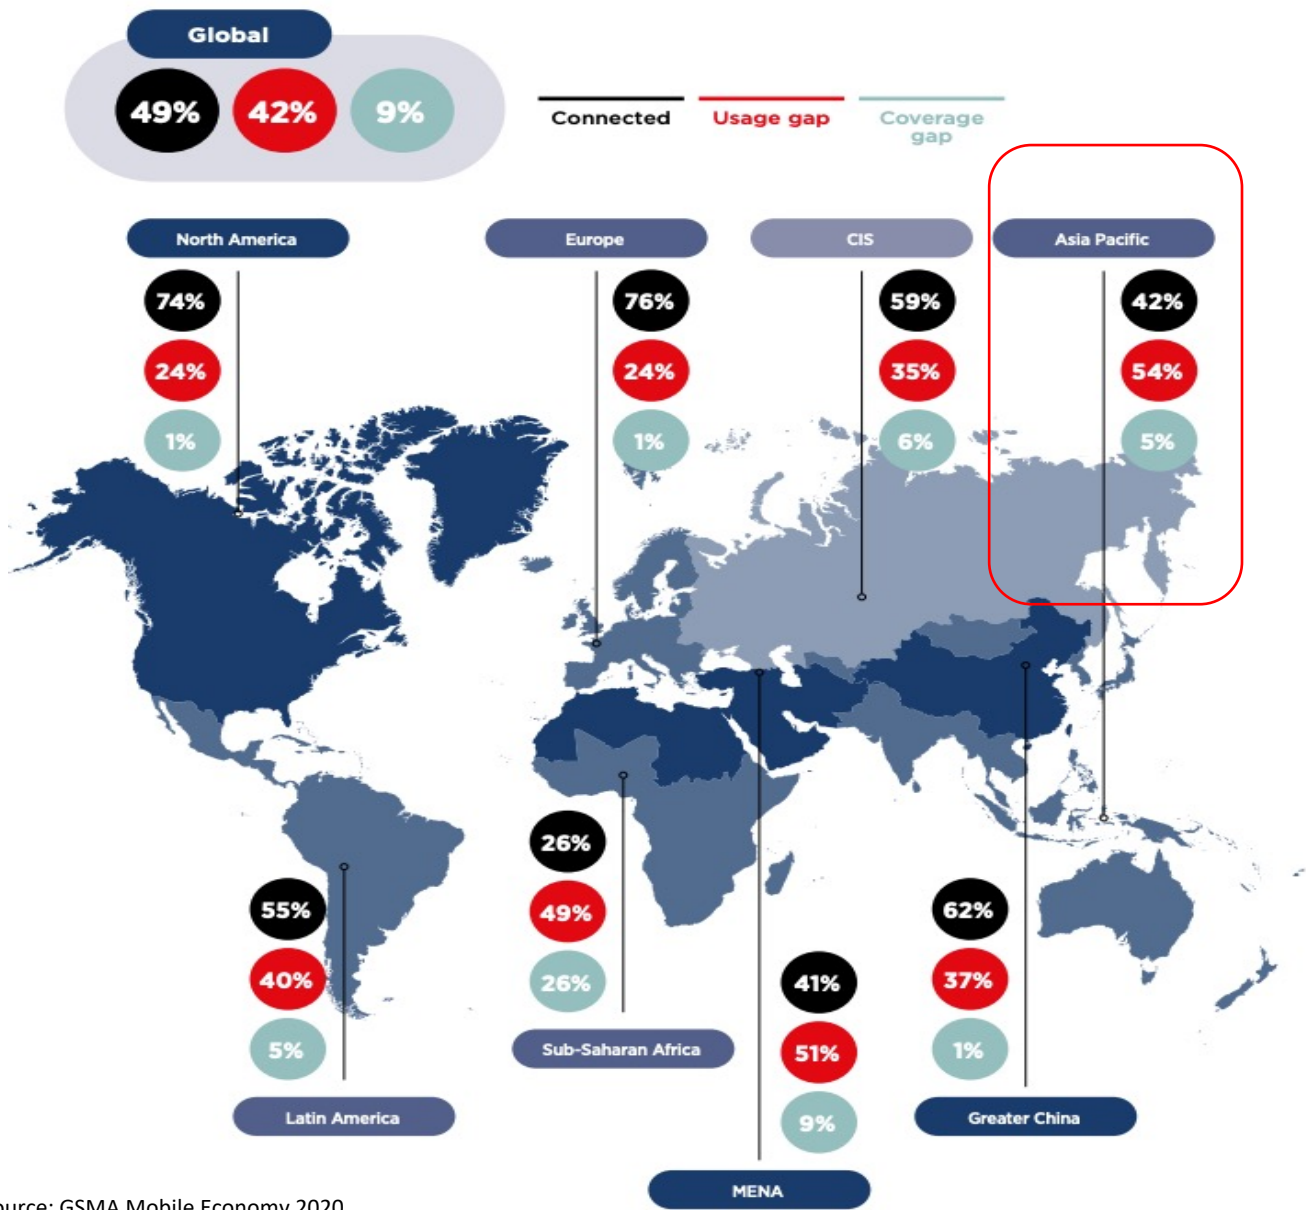 Global
49% 42% 9%
Connected Usage gap Coverage gap
North America
74%
24%
1%
Europe
76%
24%
1%
CIS
59%
35%
6%
Asia Pacific
42%
54%
5%
55%
40%
5%
Latin America
26%
49%
26%
Sub-Saharan Africa
41%
51%
9%
MENA
62%
37%
1%
Greater China
ource: GSMA Mobile Economy 2020